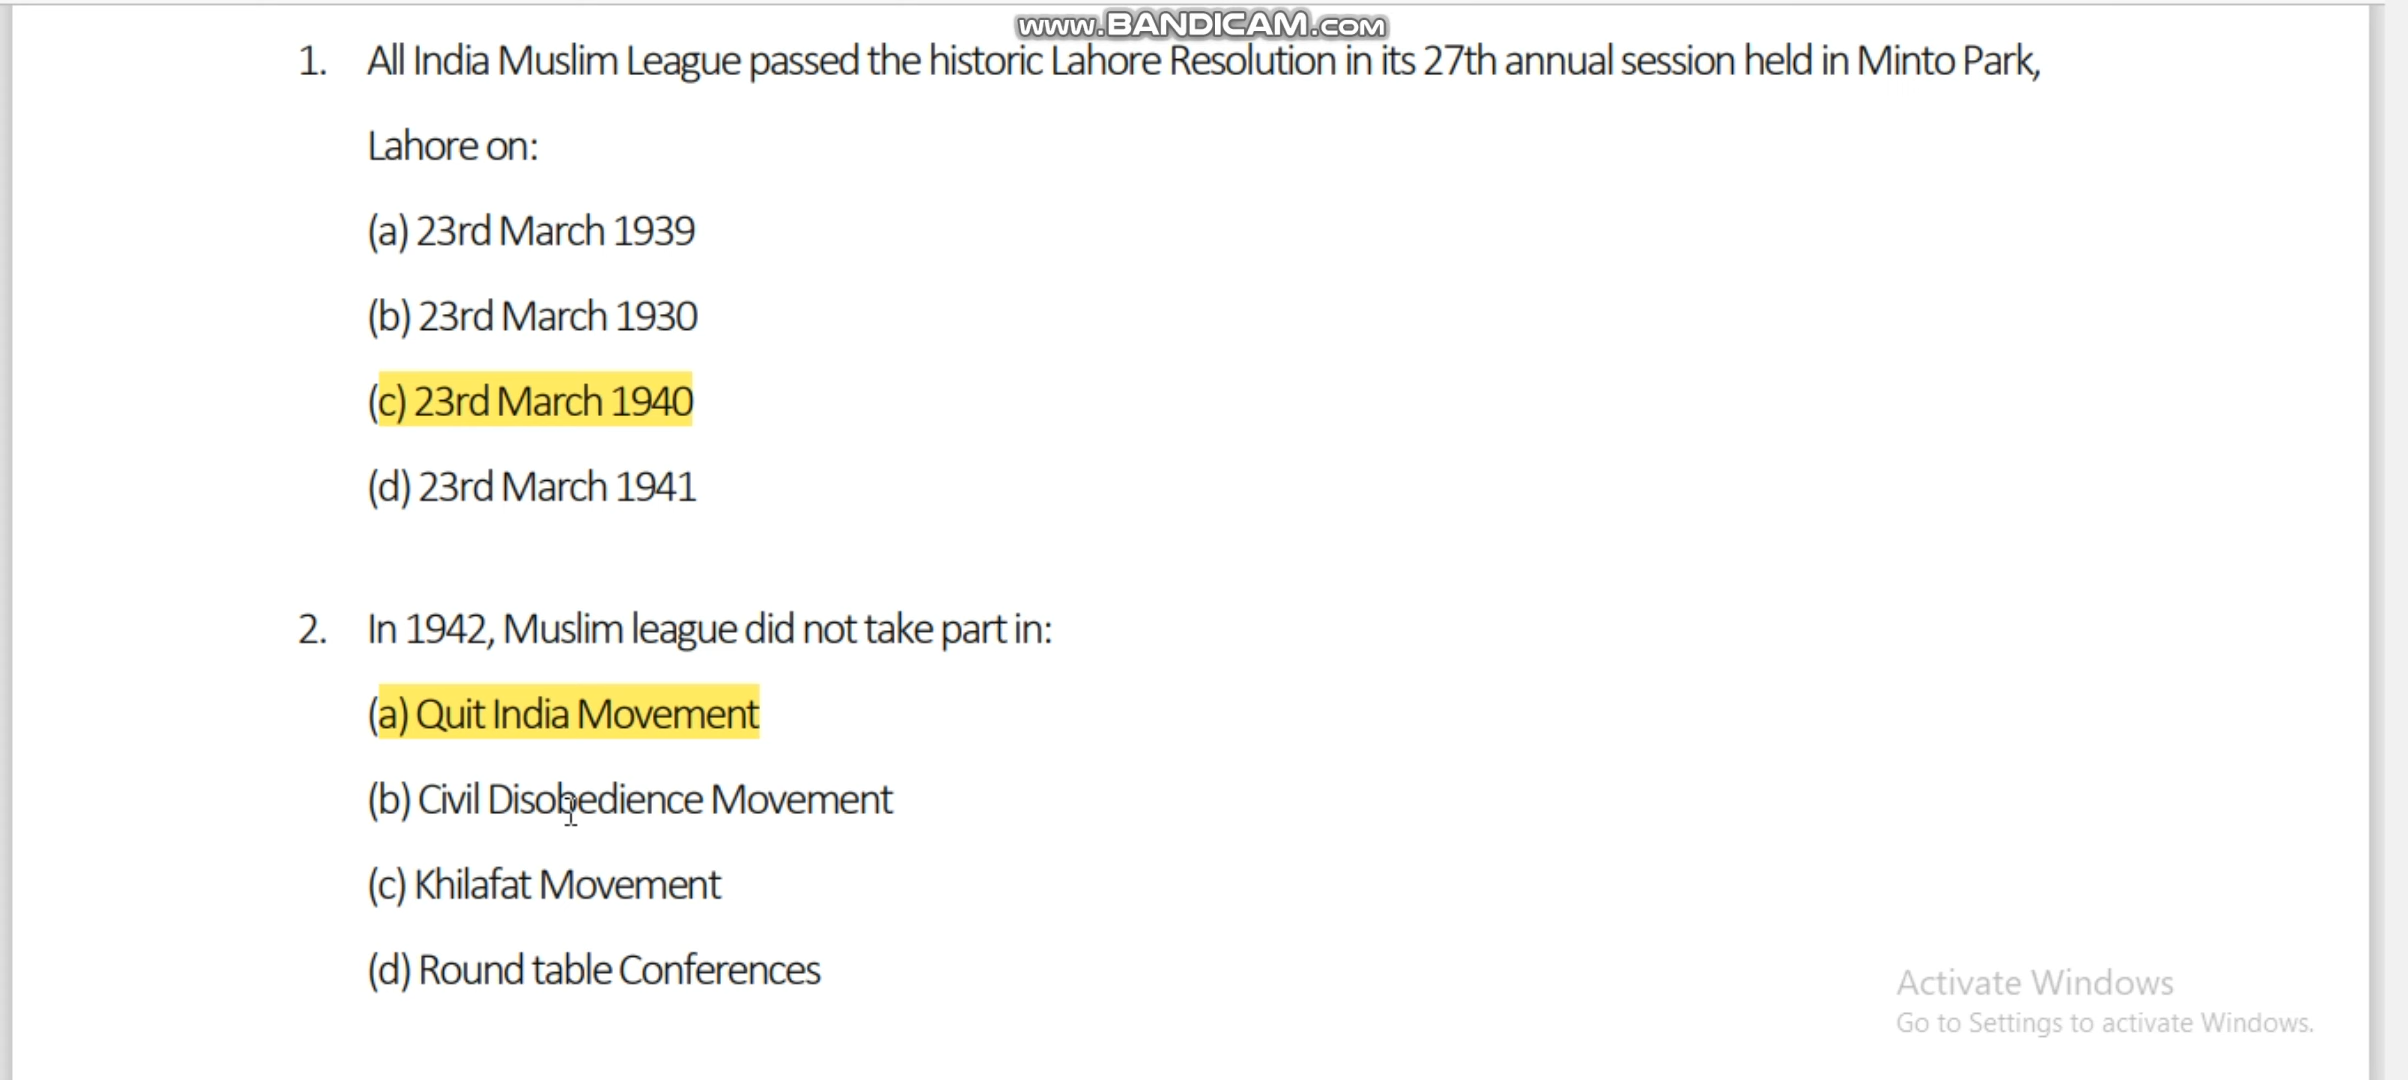 www.BANDICAM.com
1. All India Muslim League passed the historic Lahore Resolution in its 27th annual session held in Minto Park,
Lahore on:
(a) 23rd March 1939
(b) 23rd March 1930
(c) 23rd March 1940
(d) 23rd March 1941
2. In 1942, Muslim league did not take part in:
(a) Quit India Movement
(b) Civil Disobedience Movement
(c) Khilafat Movement
(d) Round table Conferences
Activate Windows
Go to Settings to activate Windows.